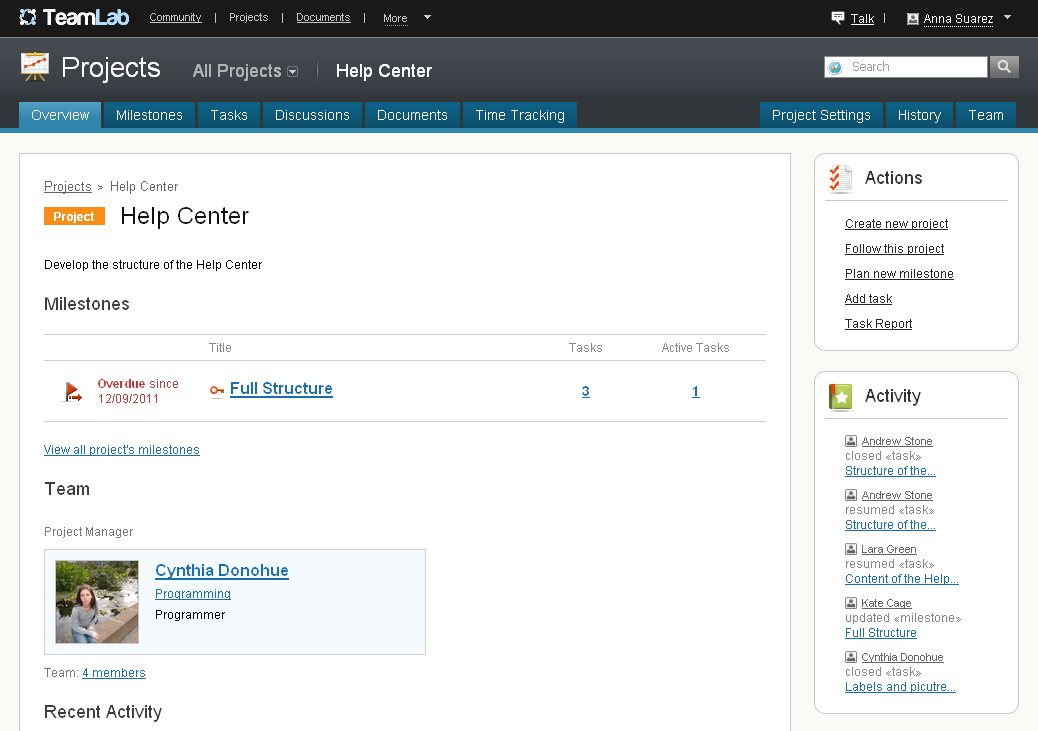 TeamLab Community | Projects | Documents | More Talk | Anna Suarez
Projects All Projects | Help Center Search
Overview Milestones Tasks Discussions Documents Time Tracking Project Settings History Team
Projects » Help Center
Project Help Center
Develop the structure of the Help Center
Milestones
Title Tasks Active Tasks
Overdue since
12/09/2011
Full Structure 3 1
View all project's milestones
Team
Project Manager
Cynthia Donohue
Programming
Programmer
Team: 4 members
Recent Activity
Actions
Create new project
Follow this project
Plan new milestone
Add task
Task Report
Activity
Andrew Stone
closed «task»
Structure of the...
Andrew Stone
resumed «task»
Structure of the...
Lara Green
resumed «task»
Content of the Help...
Kate Cage
updated «milestone»
Full Structure
Cynthia Donohue
closed «task»
Labels and picutre...